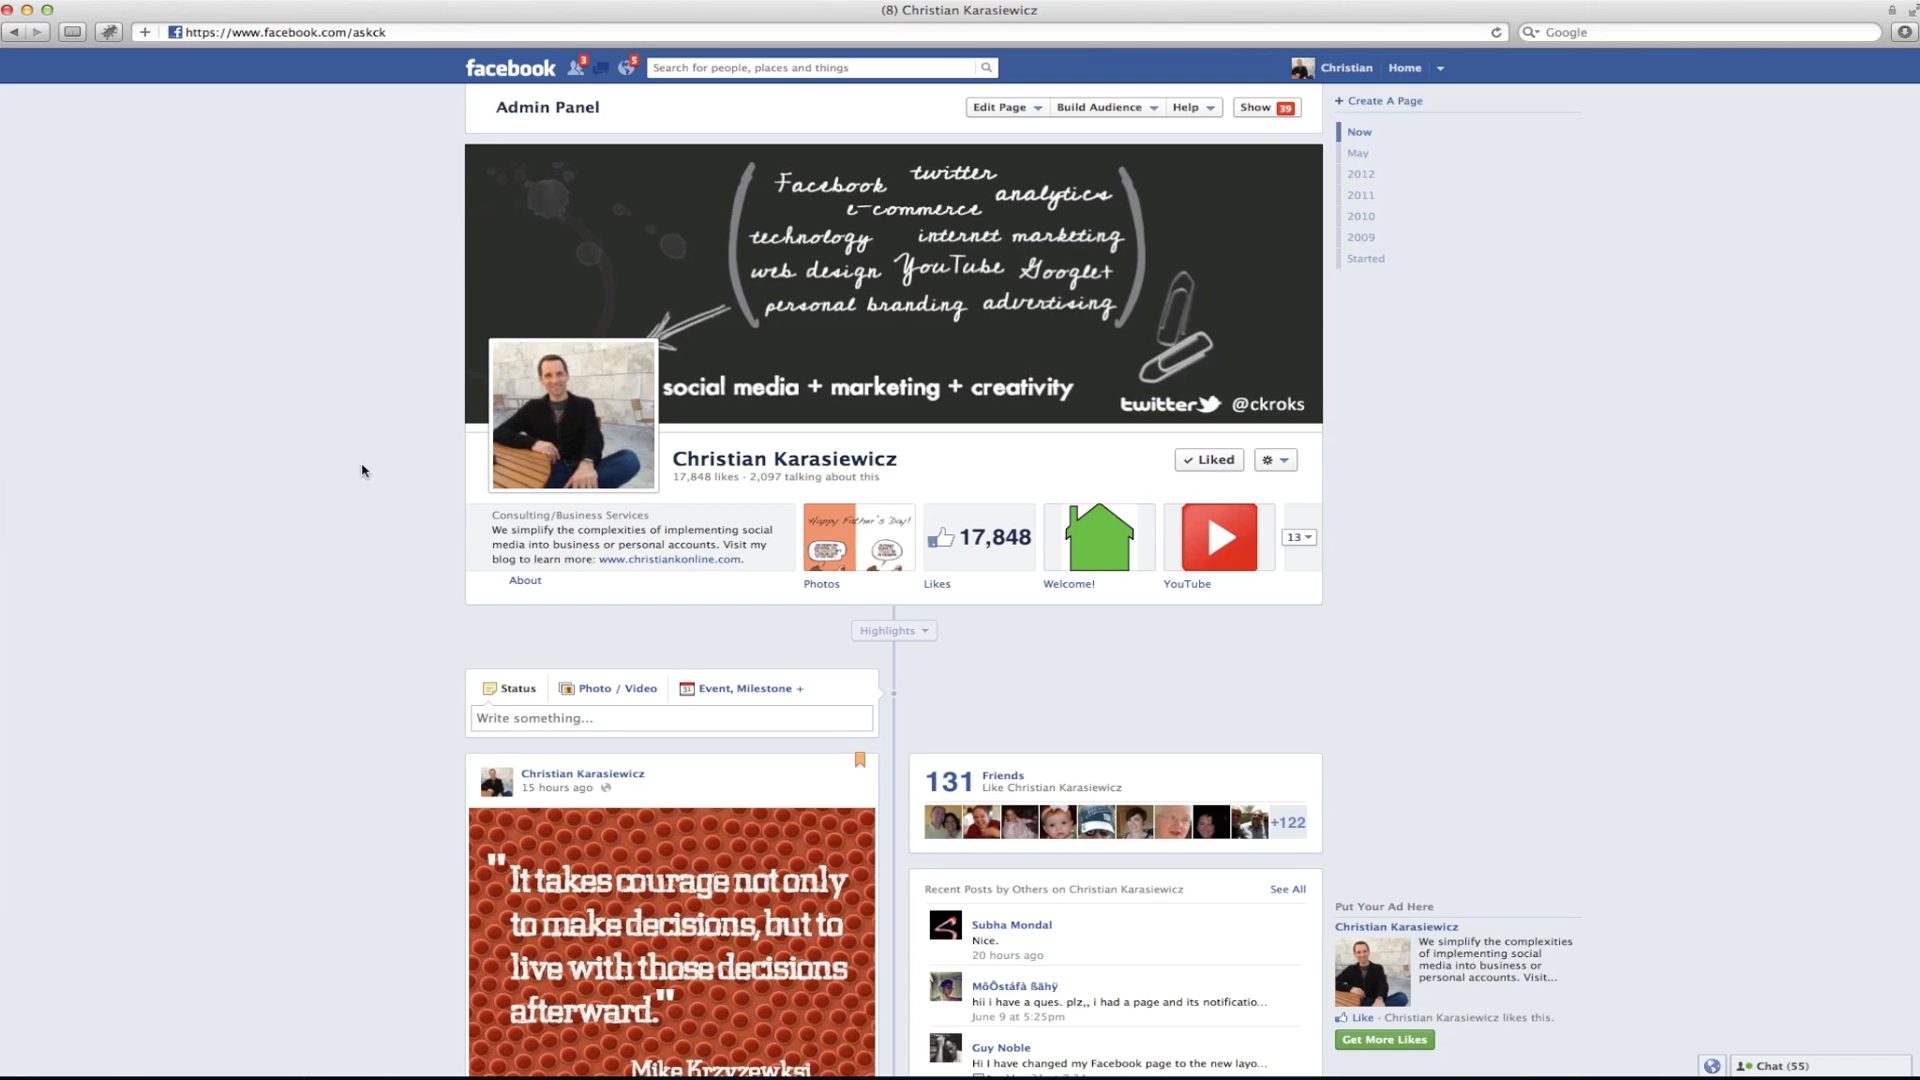 (8) Christian Karasiewicz
https://www.facebook.com/askck
Google
facebook
3
5
Search for people, places and things
Christian
Home
Admin Panel
Edit Page
Build Audience
Help
Show 39
+ Create A Page
Now
May
2012
2011
2010
2009
Started
Facebook
twitter
analytics
e-commerce
technology
internet marketing
web design
YouTube
Google+
personal branding
advertising
social media + marketing + creativity
twitter @ckroks
Christian Karasiewicz
17,848 likes · 2,097 talking about this
Liked
Consulting/Business Services
We simplify the complexities of implementing social
media into business or personal accounts. Visit my
blog to learn more: www.christiankonline.com.
About
Happy Father's Day!
Photos
17,848
Likes
Welcome!
YouTube
13
Highlights
Status
Photo / Video
31
Event, Milestone +
Write something...
Christian Karasiewicz
15 hours ago
"It takes courage not only
to make decisions, but to
live with those decisions
afterward."
Mike Krzyzewksi
131
Friends
Like Christian Karasiewicz
+122
Recent Posts by Others on Christian Karasiewicz
See All
Subha Mondal
Nice.
20 hours ago
MôÔstáfà ßãhÿ
hii i have a ques. plz,, i had a page and its notificatio...
June 9 at 5:25pm
Guy Noble
Hi I have changed my Facebook page to the new layo...
Put Your Ad Here
Christian Karasiewicz
We simplify the complexities
of implementing social
media into business or
personal accounts. Visit...
Like · Christian Karasiewicz likes this.
Get More Likes
Chat (55)